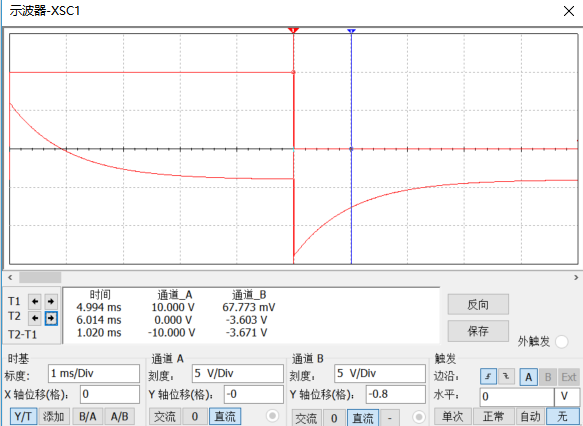 示波器-XSC1
T1
T2
T2-T1
时间 通道_A 通道_B
4.994 ms 10.000 V 67.773 mV
6.014 ms 0.000 V -3.603 V
1.020 ms -10.000 V -3.671 V
反向
保存
外触发
时基
标度: 1 ms/Div
X 轴位移(格): 0
Y/T 添加 B/A A/B
通道 A
刻度: 5 V/Div
Y 轴位移(格): -0
交流 0 直流
通道 B
刻度: 5 V/Div
Y 轴位移(格): -0.8
交流 0 直流 -
触发
边沿: A B Ext
水平: 0 V
单次 正常 自动 无